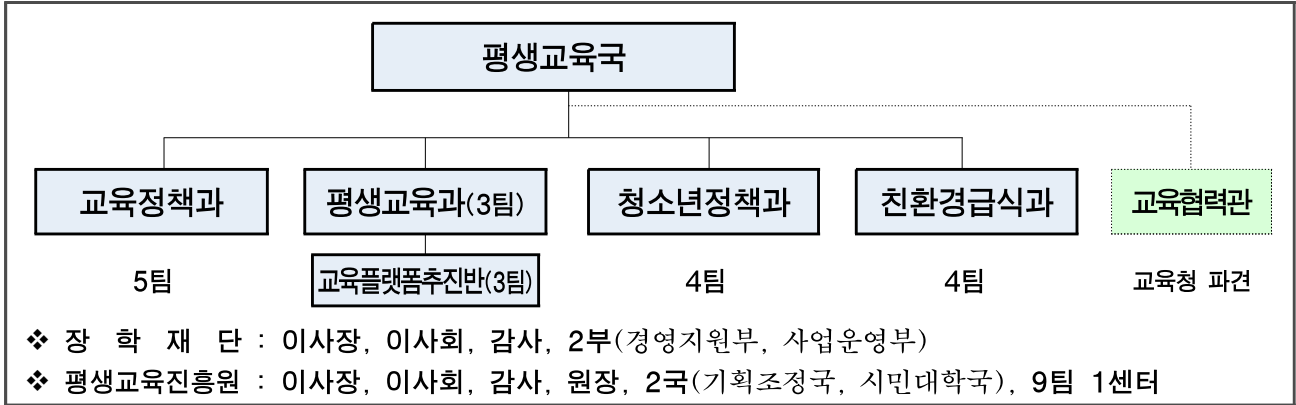 평생교육국
교육정책과 평생교육과(3팀) 청소년정책과 친환경급식과 교육협력관
5팀 교육플랫폼추진반(3팀) 4팀 4팀 교육청 파견
❖ 장 학 재 단 : 이사장, 이사회, 감사, 2부(경영지원부, 사업운영부)
❖ 평생교육진흥원 : 이사장, 이사회, 감사, 원장, 2국(기획조정국, 시민대학국), 9팀 1센터